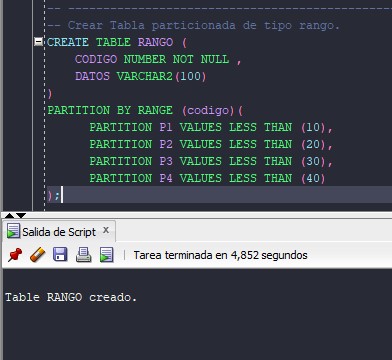 -- ------------------------------------------
-- Crear Tabla particionada de tipo rango.
CREATE TABLE RANGO (
CODIGO NUMBER NOT NULL ,
DATOS VARCHAR2(100)
)
PARTITION BY RANGE (codigo)(
PARTITION P1 VALUES LESS THAN (10),
PARTITION P2 VALUES LESS THAN (20),
PARTITION P3 VALUES LESS THAN (30),
PARTITION P4 VALUES LESS THAN (40)
);
Salida de Script x
Tarea terminada en 4,852 segundos
Table RANGO creado.